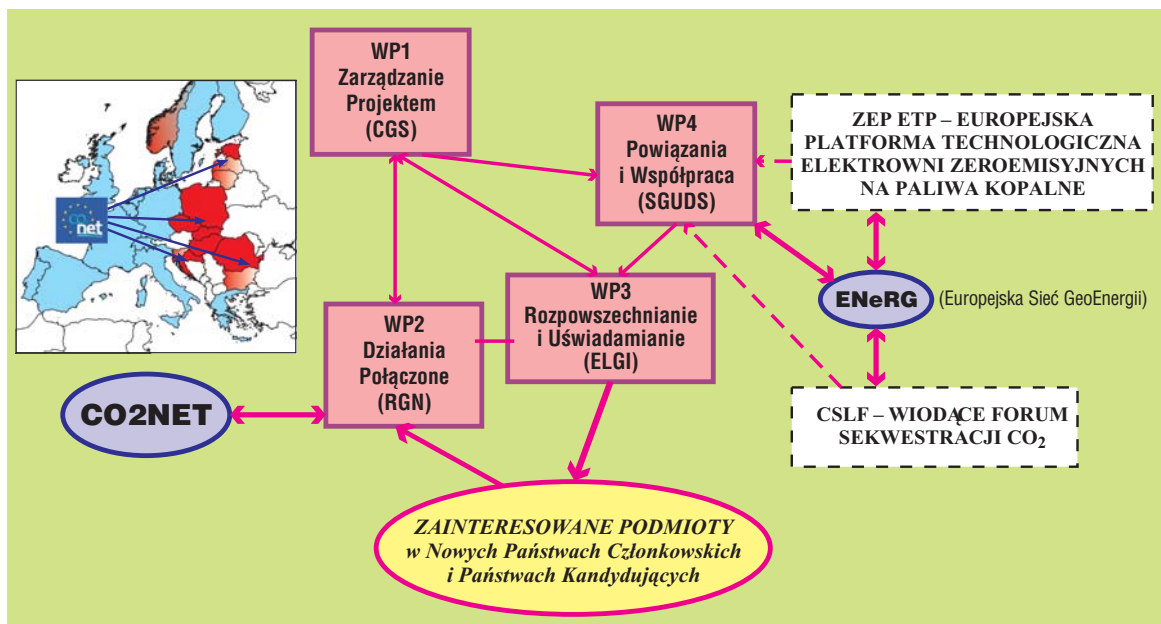 WP1
Zarządzanie
Projektem
(CGS)
WP4
Powiązania
i Współpraca
(SGUDS)
ZEP ETP – EUROPEJSKA
PLATFORMA TECHNOLOGICZNA
ELEKTROWNI ZEROEMISYJNYCH
NA PALIWA KOPALNE
co2
net
WP3
Rozpowszechnianie
i Uświadamianie
(ELGI)
ENeRG
(Europejska Sieć GeoEnergii)
WP2
Działania
Połączone
(RGN)
CO2NET
CSLF – WIODĄCE FORUM
SEKWESTRACJI CO₂
ZAINTERESOWANE PODMIOTY
w Nowych Państwach Członkowskich
i Państwach Kandydujących